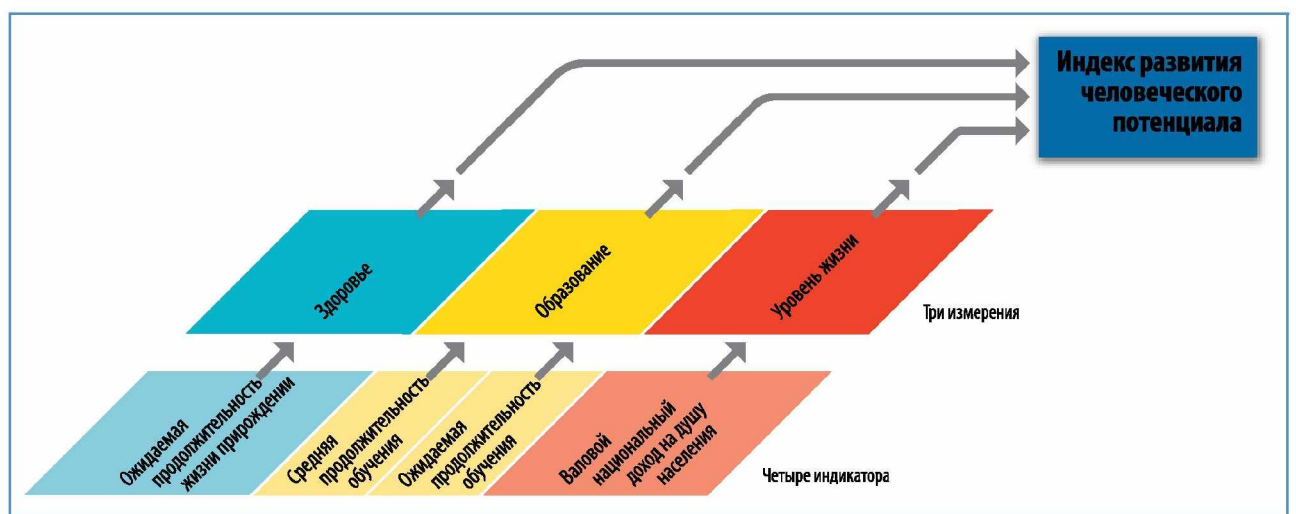 Индекс развития
человеческого
потенциала
Здоровье
Образование
Уровень жизни
Три измерения
Ожидаемая
продолжительность
жизни прирождении
Средняя
продолжительность
обучения
Ожидаемая
продолжительность
обучения
Валовой
национальный
доход на душу
населения
Четыре индикатора